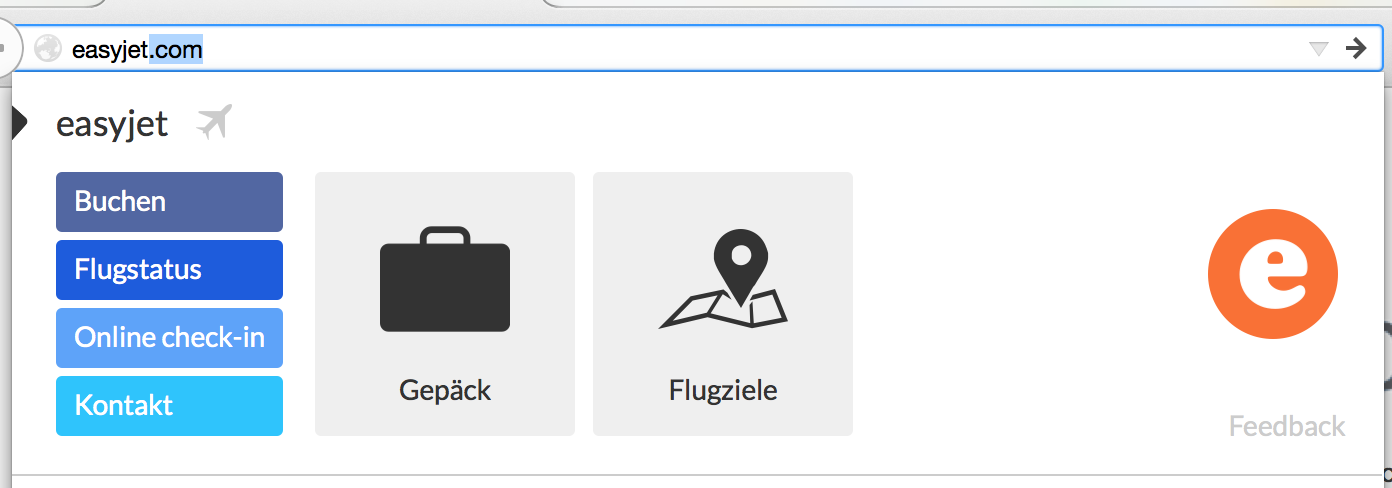 easyjet.com
easyjet
Buchen
Flugstatus
Online check-in
Kontakt
Gepäck
Flugziele
e
Feedback